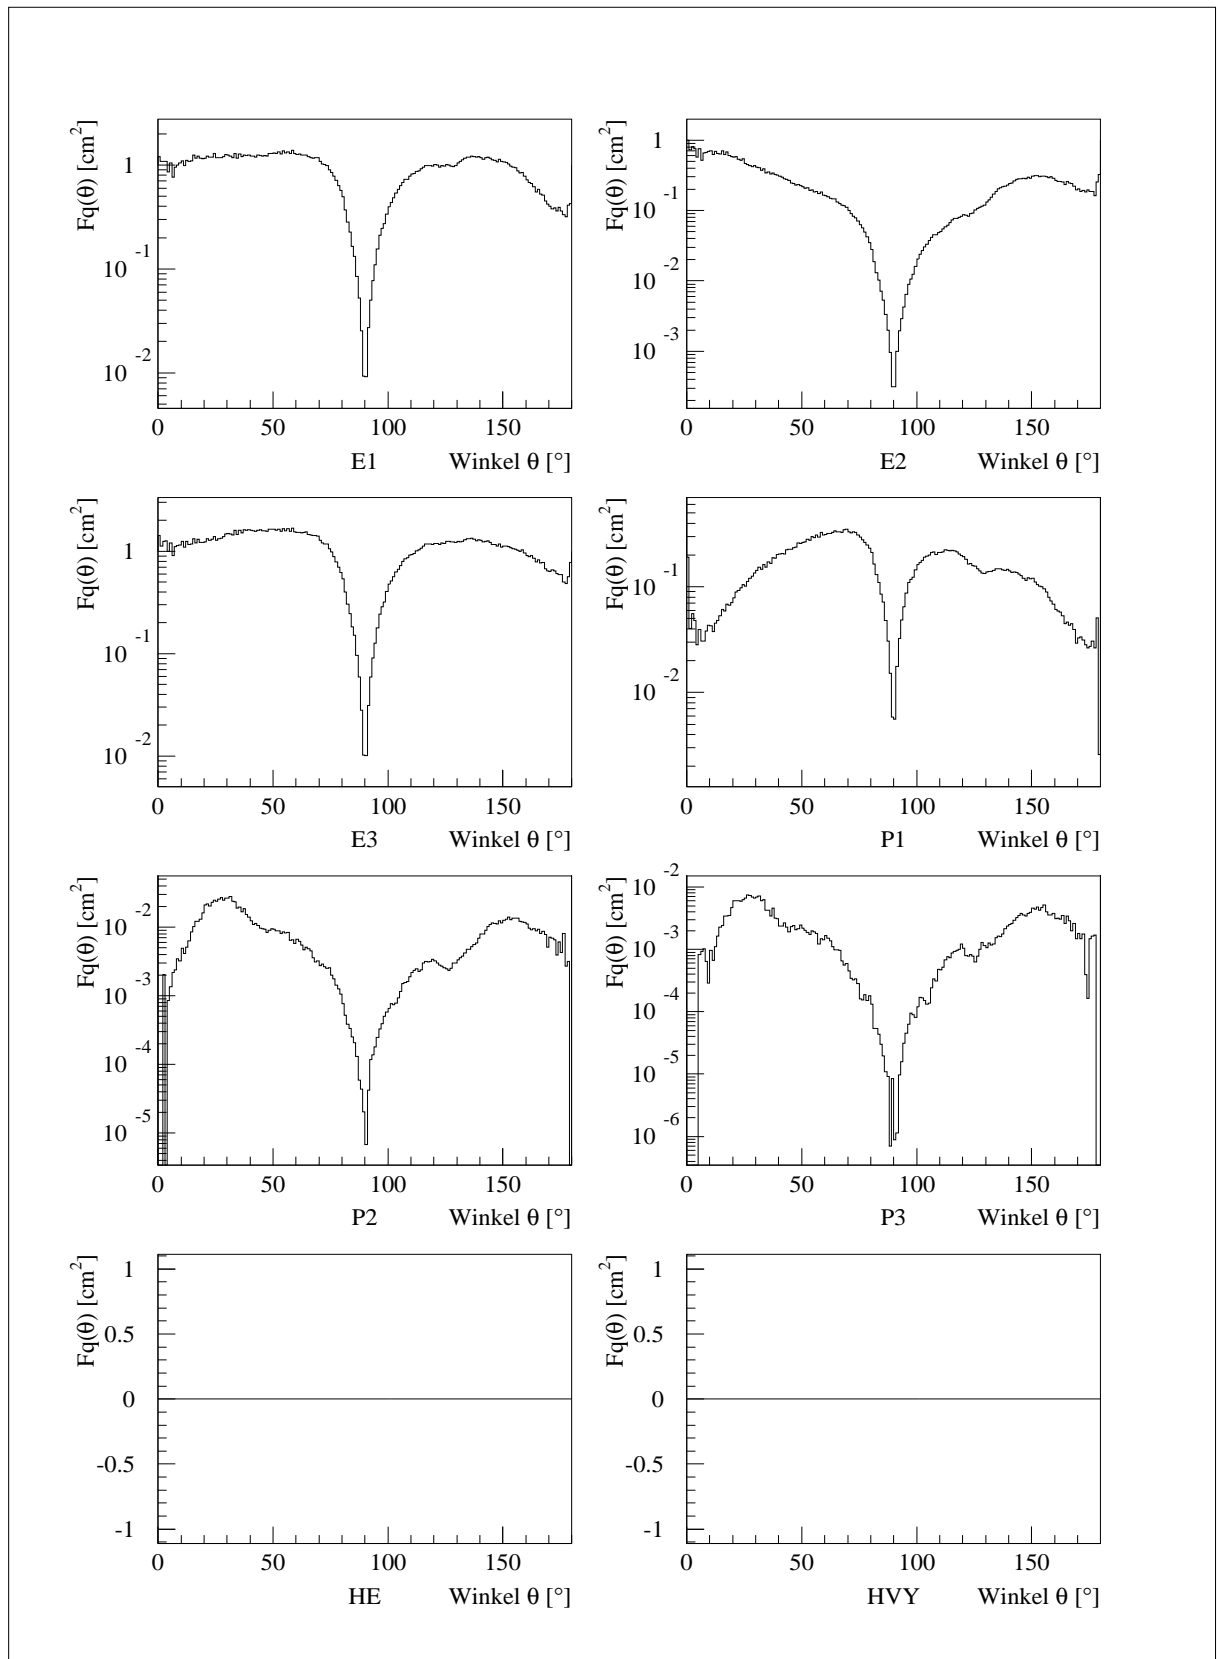 Fq(θ) [cm²]
1
10⁻¹
10⁻²
0 50 100 150
E1 Winkel θ [°]
Fq(θ) [cm²]
1
10⁻¹
10⁻²
10⁻³
0 50 100 150
E2 Winkel θ [°]
Fq(θ) [cm²]
1
10⁻¹
10⁻²
0 50 100 150
E3 Winkel θ [°]
Fq(θ) [cm²]
10⁻¹
10⁻²
0 50 100 150
P1 Winkel θ [°]
Fq(θ) [cm²]
10⁻²
10⁻³
10⁻⁴
10⁻⁵
0 50 100 150
P2 Winkel θ [°]
Fq(θ) [cm²]
10⁻²
10⁻³
10⁻⁴
10⁻⁵
10⁻⁶
0 50 100 150
P3 Winkel θ [°]
Fq(θ) [cm²]
1
0.5
0
-0.5
-1
0 50 100 150
HE Winkel θ [°]
Fq(θ) [cm²]
1
0.5
0
-0.5
-1
0 50 100 150
HVY Winkel θ [°]